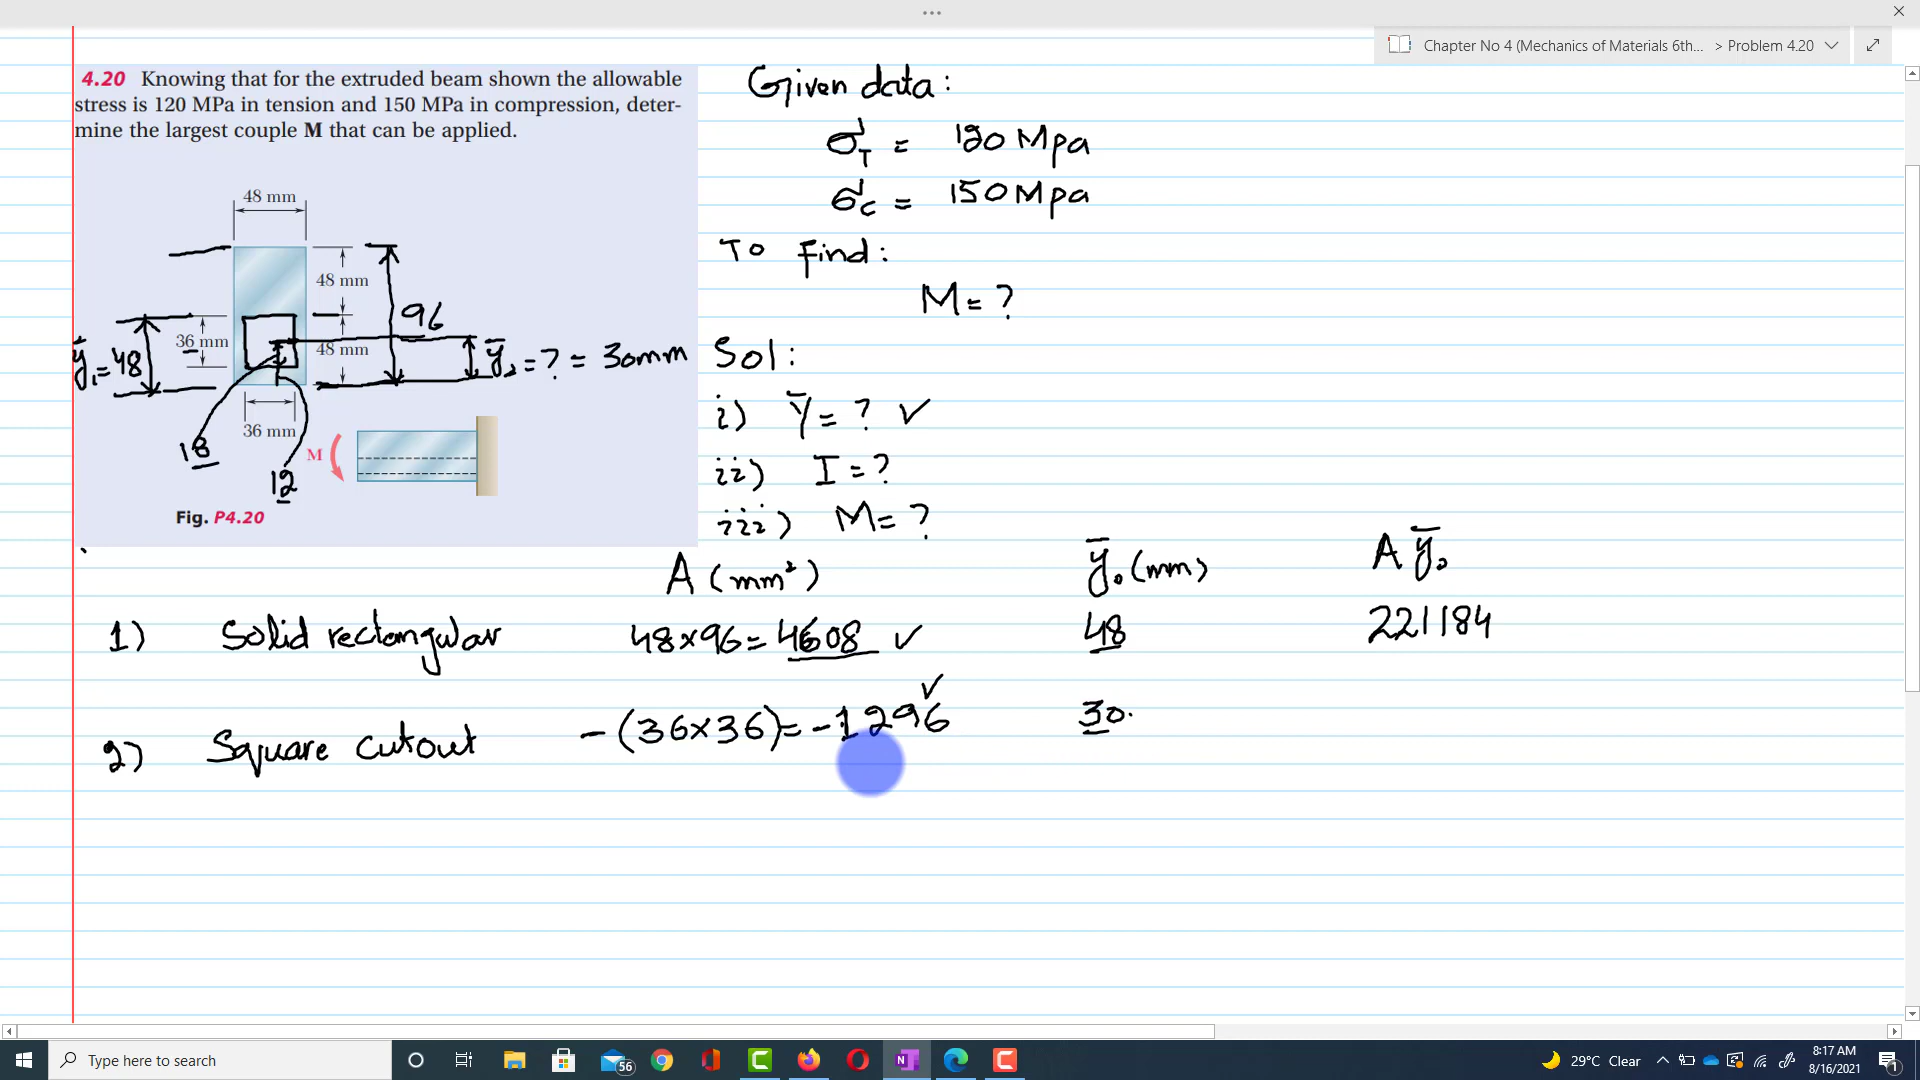 Chapter No 4 (Mechanics of Materials 6th... > Problem 4.20
4.20 Knowing that for the extruded beam shown the allowable
stress is 120 MPa in tension and 150 MPa in compression, deter-
mine the largest couple M that can be applied.
48 mm
48 mm
96
36 mm
48 mm
ȳ₁=48
ȳ₂=?=30mm
36 mm
18
12
M
Fig. P4.20
Given data:
σT = 120 Mpa
σC = 150 Mpa
To Find:
M=?
Sol:
i) Ȳ=? ✓
ii) I=?
iii) M=?
A (mm²) ȳ₀(mm) Aȳ₀
1) Solid rectangular 48×96=4608 ✓ 48 221184
2) Square cutout -(36×36)=-1296 ✓ 30.
Type here to search
56
29°C Clear
8:17 AM
8/16/2021
1